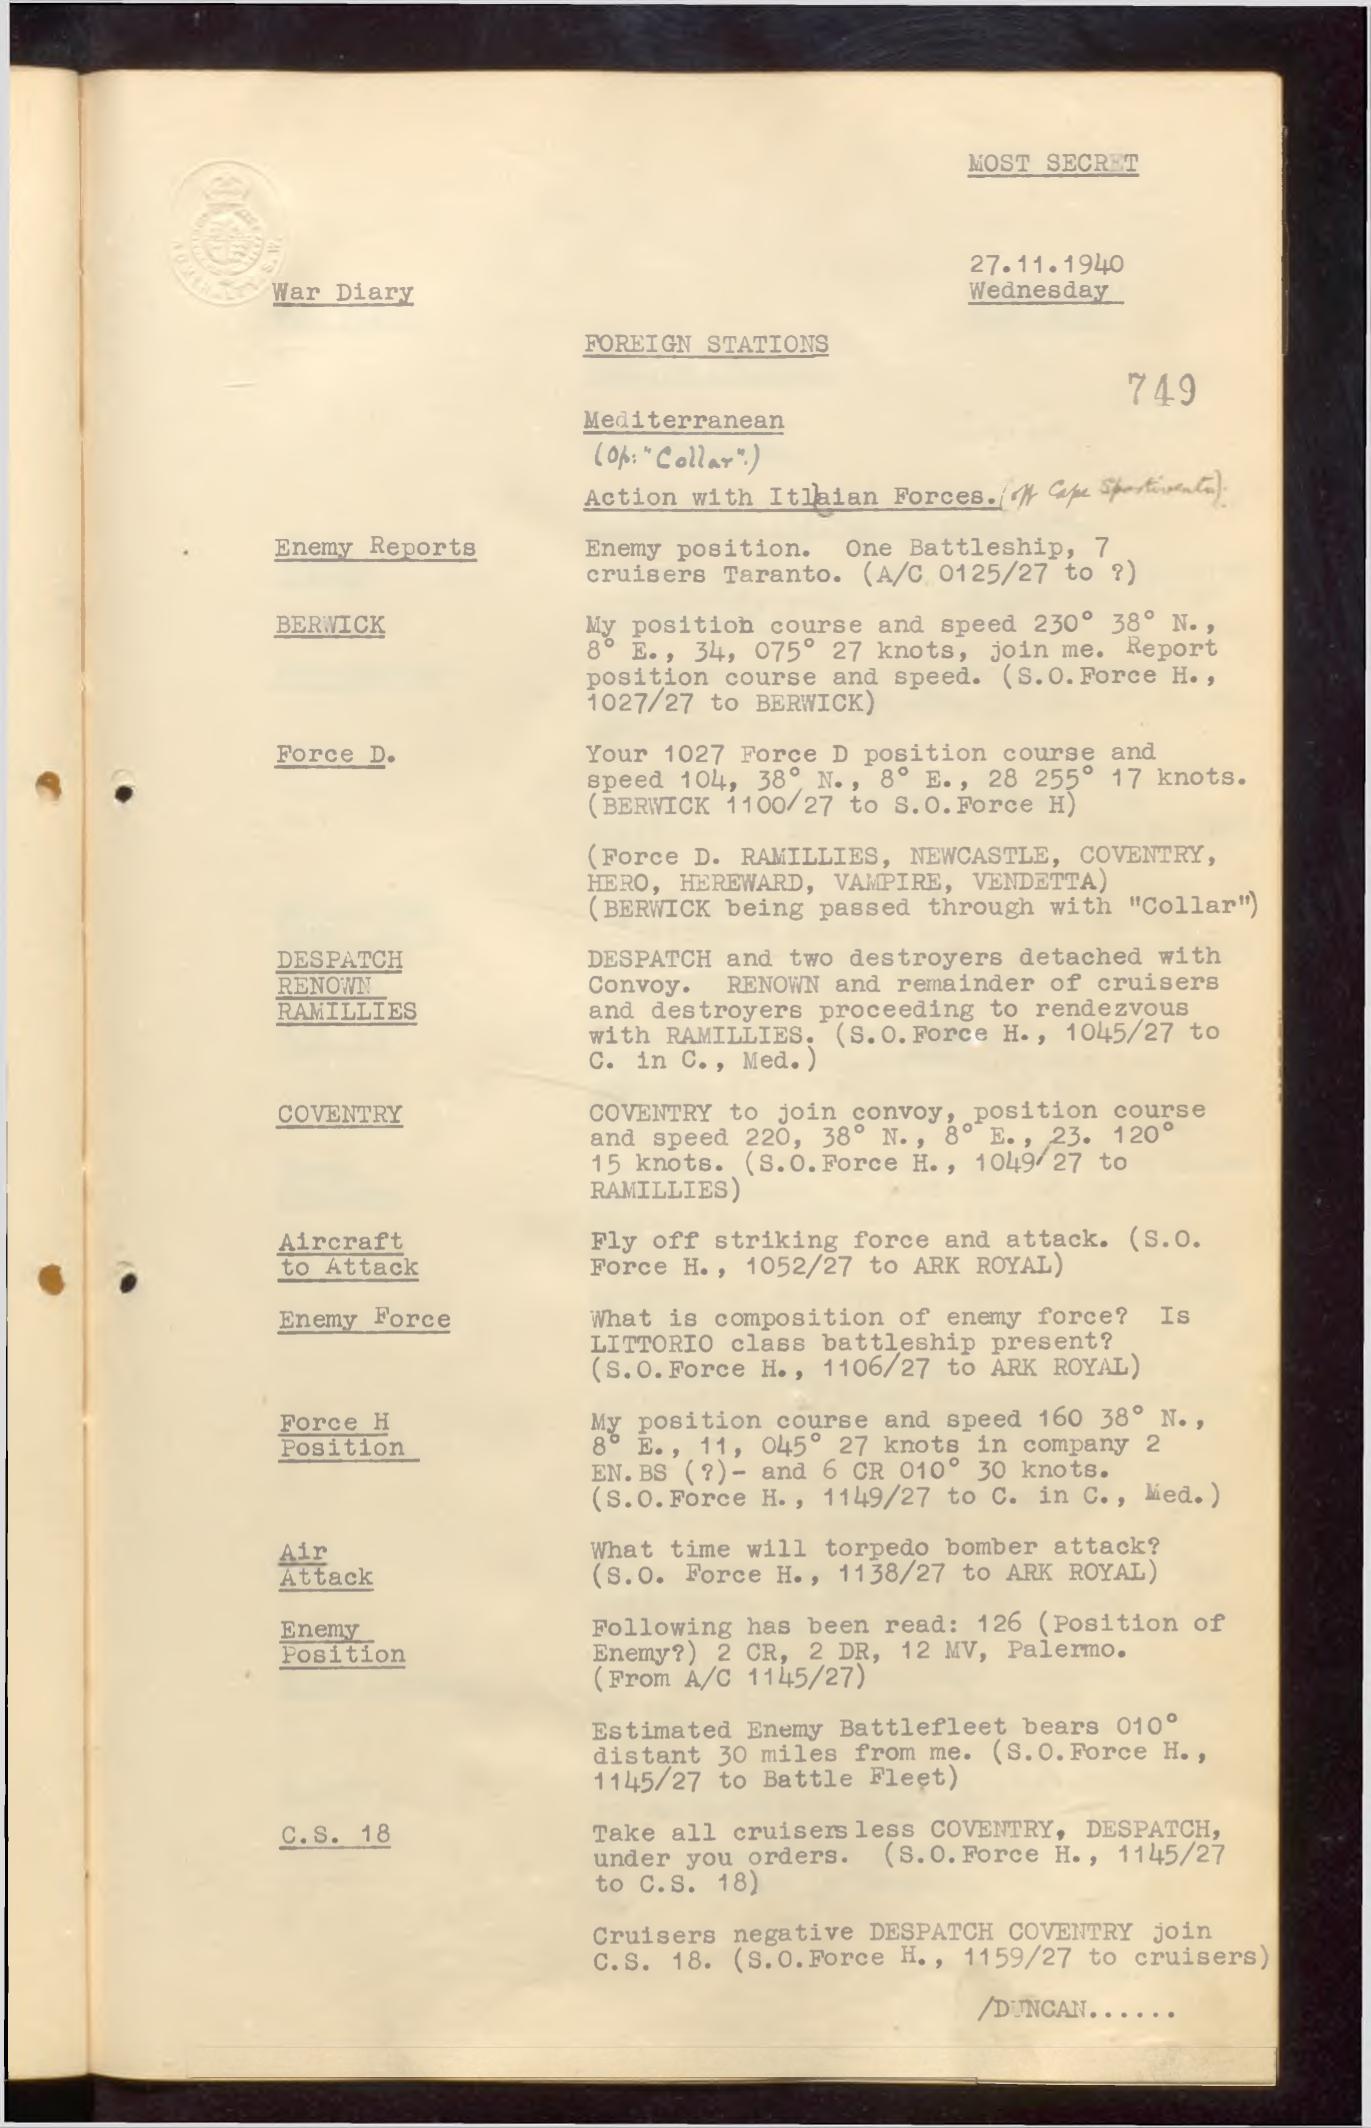 MOST SECRET
27.11.1940
War Diary
Wednesday
FOREIGN STATIONS
749
Mediterranean
(Op: "Collar".)
Action with Itlaian Forces. (off Cape Spartivento).
Enemy Reports
Enemy position. One Battleship, 7
cruisers Taranto. (A/C 0125/27 to ?)
BERWICK
My position course and speed 230° 38° N.,
8° E., 34, 075° 27 knots, join me. Report
position course and speed. (S.O.Force H.,
1027/27 to BERWICK)
Force D.
Your 1027 Force D position course and
speed 104, 38° N., 8° E., 28 255° 17 knots.
(BERWICK 1100/27 to S.O.Force H)
(Force D. RAMILLIES, NEWCASTLE, COVENTRY,
HERO, HEREWARD, VAMPIRE, VENDETTA)
(BERWICK being passed through with "Collar")
DESPATCH
RENOWN
RAMILLIES
DESPATCH and two destroyers detached with
Convoy. RENOWN and remainder of cruisers
and destroyers proceeding to rendezvous
with RAMILLIES. (S.O.Force H., 1045/27 to
C. in C., Med.)
COVENTRY
COVENTRY to join convoy, position course
and speed 220, 38° N., 8° E., 23. 120°
15 knots. (S.O.Force H., 1049/27 to
RAMILLIES)
Aircraft
to Attack
Fly off striking force and attack. (S.O.
Force H., 1052/27 to ARK ROYAL)
Enemy Force
What is composition of enemy force? Is
LITTORIO class battleship present?
(S.O.Force H., 1106/27 to ARK ROYAL)
Force H
Position
My position course and speed 160 38° N.,
8° E., 11, 045° 27 knots in company 2
EN.BS (?)- and 6 CR 010° 30 knots.
(S.O.Force H., 1149/27 to C. in C., Med.)
Air
Attack
What time will torpedo bomber attack?
(S.O. Force H., 1138/27 to ARK ROYAL)
Enemy
Position
Following has been read: 126 (Position of
Enemy?) 2 CR, 2 DR, 12 MV, Palermo.
(From A/C 1145/27)
Estimated Enemy Battlefleet bears 010°
distant 30 miles from me. (S.O.Force H.,
1145/27 to Battle Fleet)
C.S. 18
Take all cruisers less COVENTRY, DESPATCH,
under you orders. (S.O.Force H., 1145/27
to C.S. 18)
Cruisers negative DESPATCH COVENTRY join
C.S. 18. (S.O.Force H., 1159/27 to cruisers)
/DUNCAN......